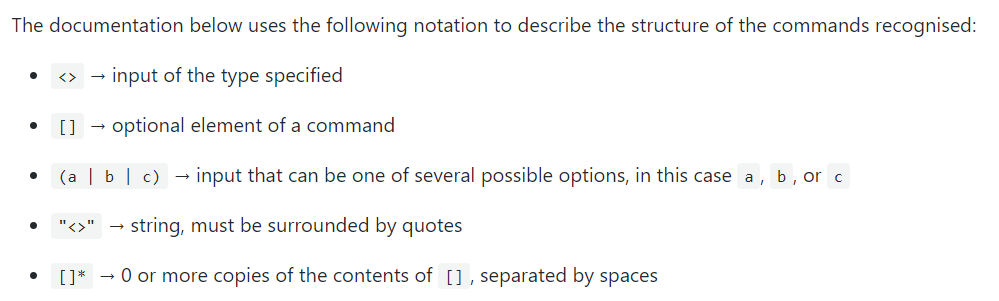 The documentation below uses the following notation to describe the structure of the commands recognised:
• <> → input of the type specified
• [] → optional element of a command
• (a | b | c) → input that can be one of several possible options, in this case a , b , or c
• "<>" → string, must be surrounded by quotes
• []* → 0 or more copies of the contents of [] , separated by spaces